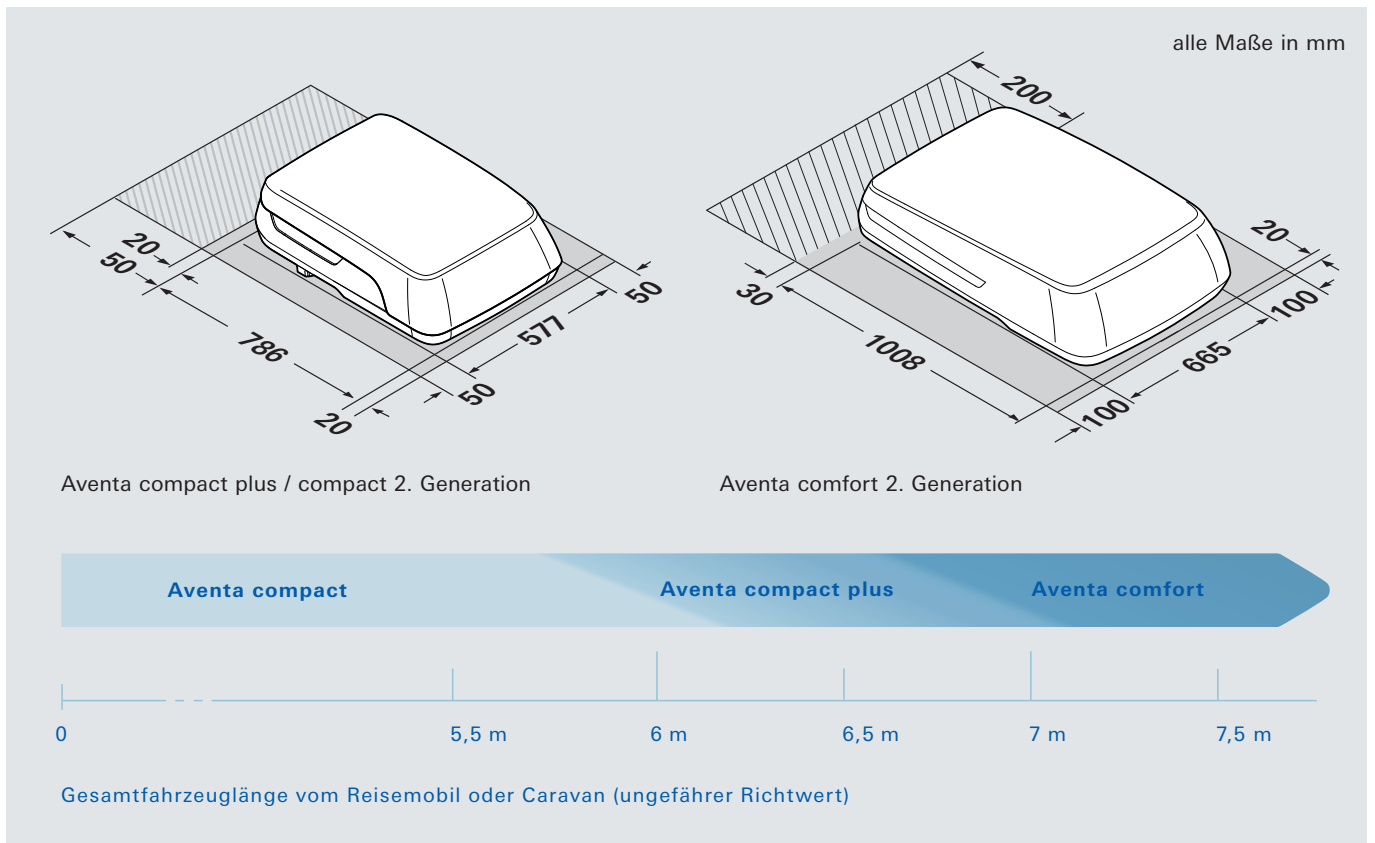 alle Maße in mm
200
20
50
786
20
50
577
50
30
1008
100
665
100
20
Aventa compact plus / compact 2. Generation
Aventa comfort 2. Generation
Aventa compact
Aventa compact plus
Aventa comfort
0
5,5 m
6 m
6,5 m
7 m
7,5 m
Gesamtfahrzeuglänge vom Reisemobil oder Caravan (ungefährer Richtwert)